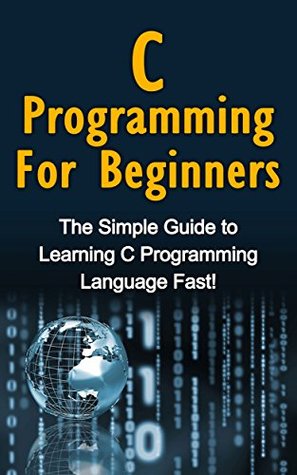 C
Programming
For Beginners
The Simple Guide to
Learning C Programming
Language Fast!